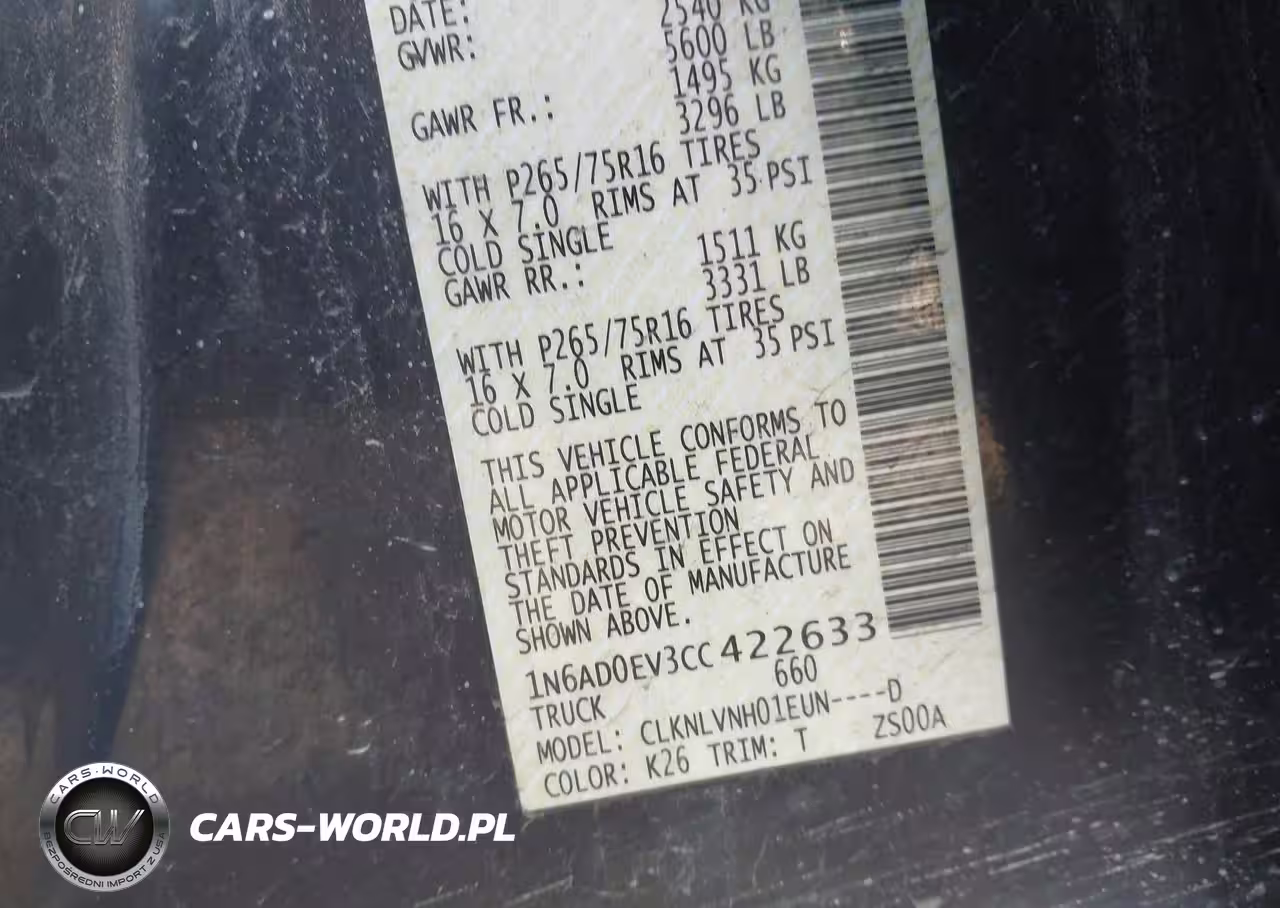 DATE:
2540 KG
GVWR:
5600 LB
1495 KG
GAWR FR.:
3296 LB
WITH P265/75R16 TIRES
16 X 7.0 RIMS AT 35 PSI
COLD SINGLE
1511 KG
GAWR RR.:
3331 LB
WITH P265/75R16 TIRES
16 X 7.0 RIMS AT 35 PSI
COLD SINGLE
THIS VEHICLE CONFORMS TO
ALL APPLICABLE FEDERAL
MOTOR VEHICLE SAFETY AND
THEFT PREVENTION
STANDARDS IN EFFECT ON
THE DATE OF MANUFACTURE
SHOWN ABOVE.
1N6AD0EV3CC422633
TRUCK 660
MODEL: CLKNLVNH01EUN----D
COLOR: K26 TRIM: T ZS00A
CARS-WORLD
CW
BEZPOŚREDNI IMPORT Z USA
CARS-WORLD.PL